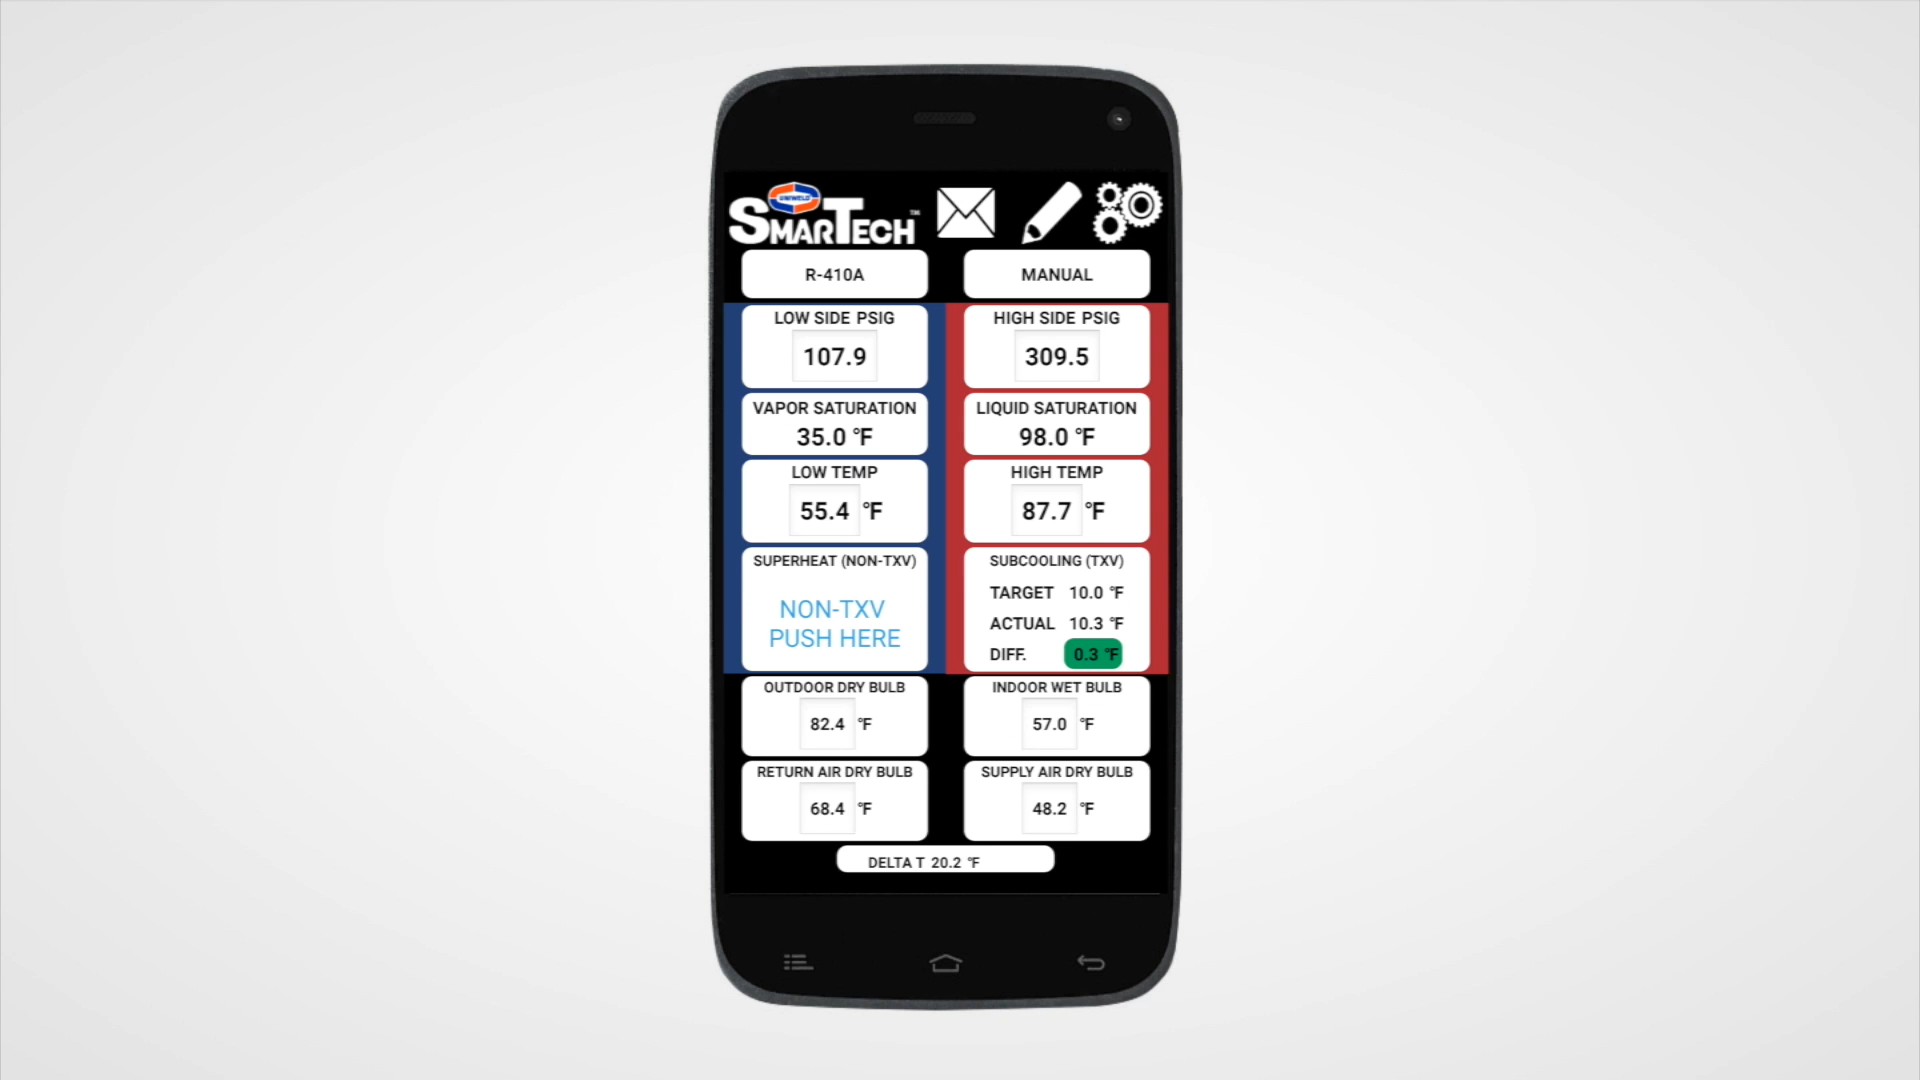 UNIWELD
SMARTECH™
R-410A
MANUAL
LOW SIDE PSIG
107.9
HIGH SIDE PSIG
309.5
VAPOR SATURATION
35.0 °F
LIQUID SATURATION
98.0 °F
LOW TEMP
55.4 °F
HIGH TEMP
87.7 °F
SUPERHEAT (NON-TXV)
NON-TXV
PUSH HERE
SUBCOOLING (TXV)
TARGET 10.0 °F
ACTUAL 10.3 °F
DIFF. 0.3 °F
OUTDOOR DRY BULB
82.4 °F
INDOOR WET BULB
57.0 °F
RETURN AIR DRY BULB
68.4 °F
SUPPLY AIR DRY BULB
48.2 °F
DELTA T 20.2 °F